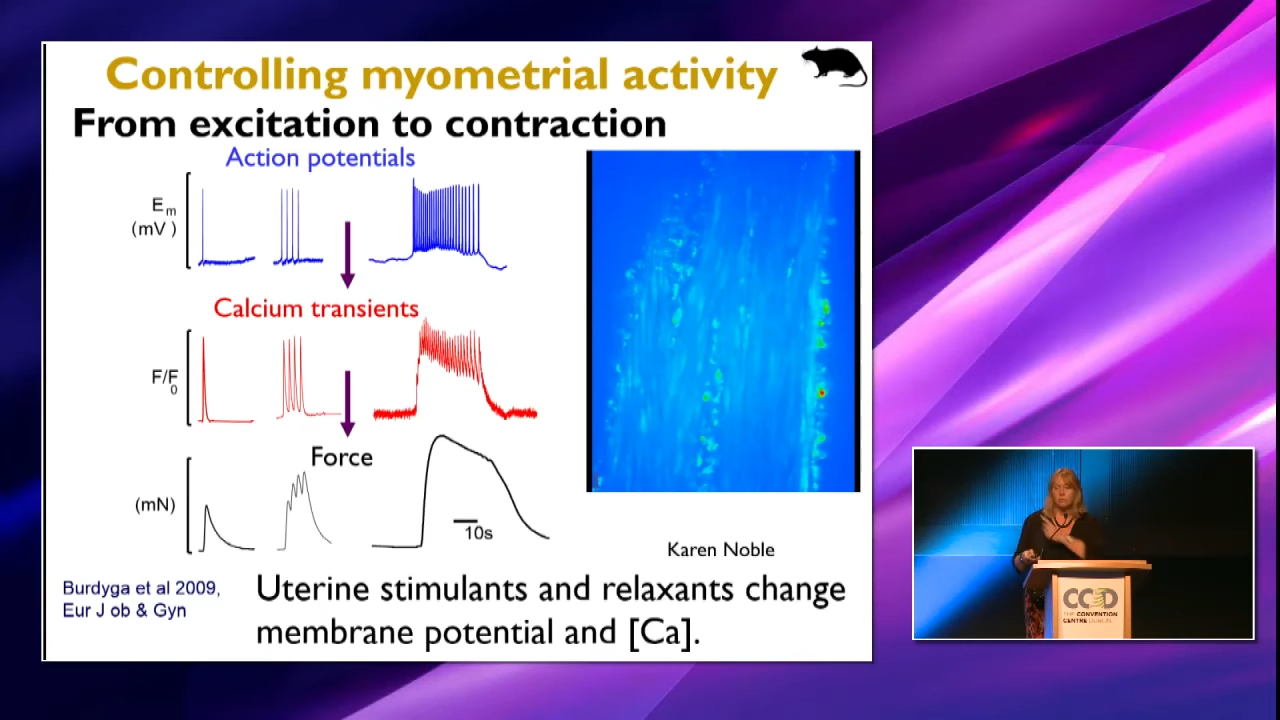 Controlling myometrial activity
From excitation to contraction
Action potentials
Em
(mV )
Calcium transients
F/F0
Force
(mN)
10s
Karen Noble
Burdyga et al 2009,
Eur J ob & Gyn
Uterine stimulants and relaxants change
membrane potential and [Ca].
CCD
THE CONVENTION
CENTRE DUBLIN